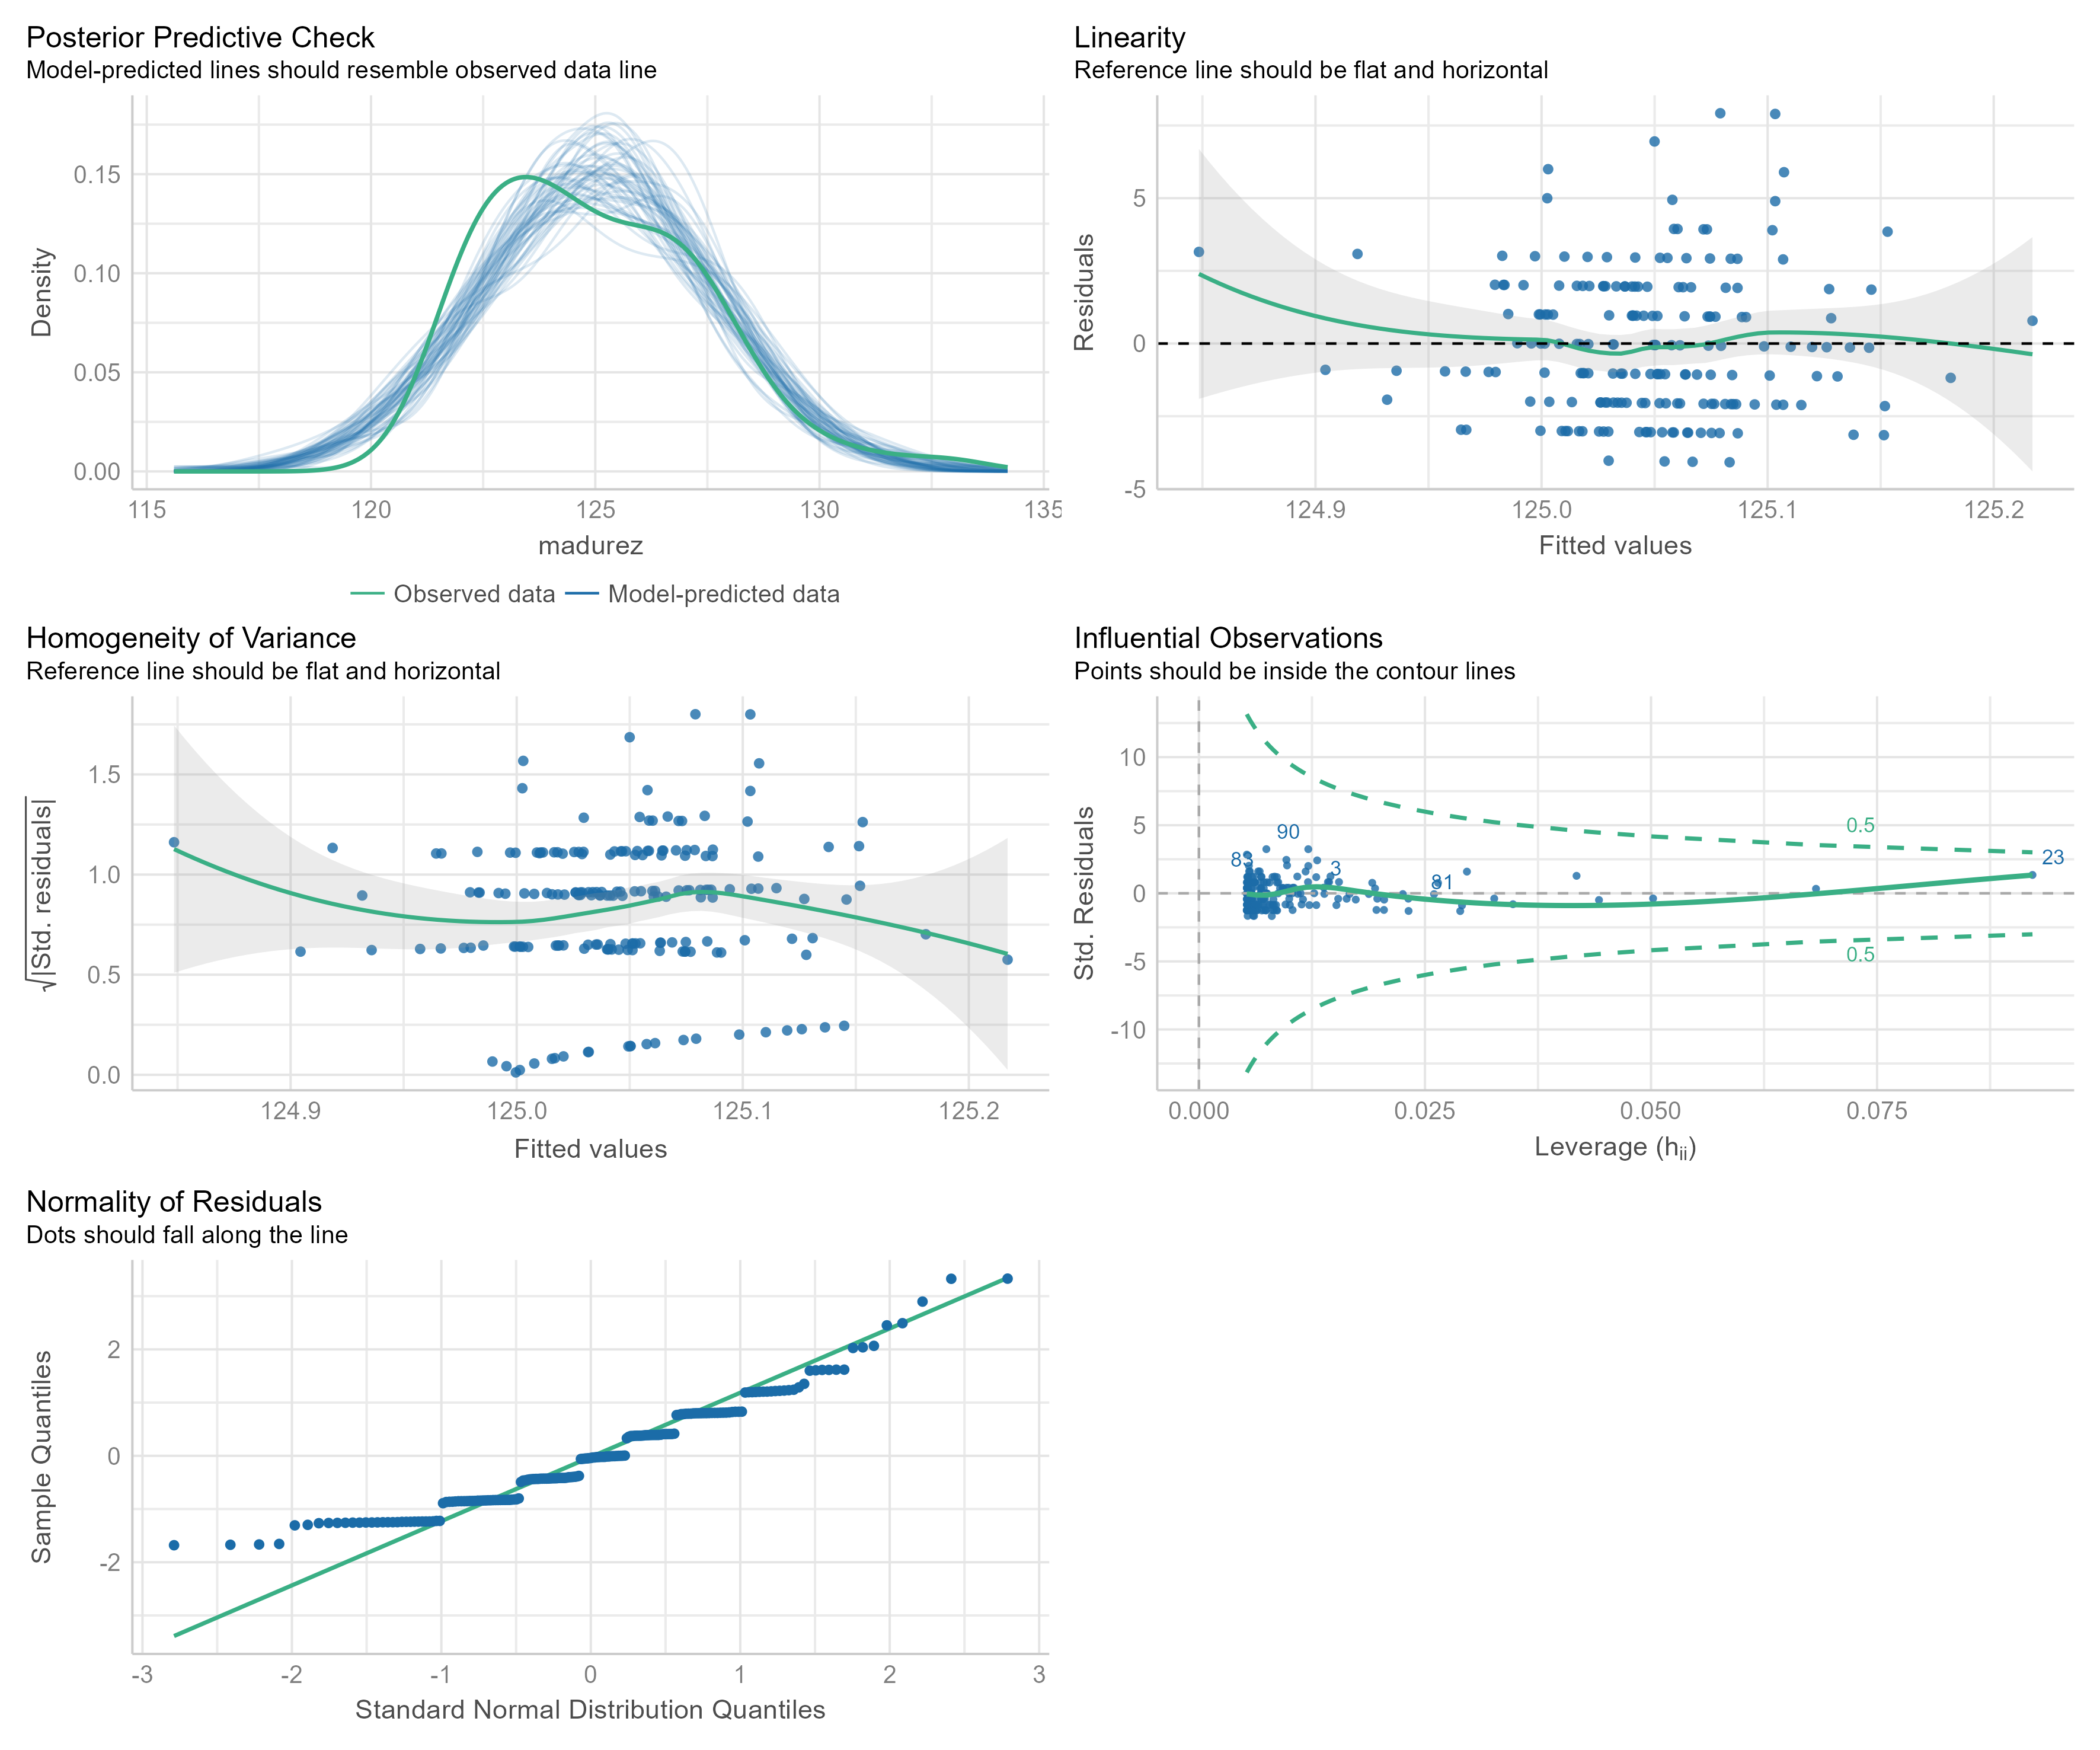 Posterior Predictive Check
Model-predicted lines should resemble observed data line
0.15
0.10
0.05
0.00
Density
115 120 125 130 135
madurez
Observed data Model-predicted data
Linearity
Reference line should be flat and horizontal
5
0
-5
Residuals
124.9 125.0 125.1 125.2
Fitted values
Homogeneity of Variance
Reference line should be flat and horizontal
1.5
1.0
0.5
0.0
√|Std. residuals|
124.9 125.0 125.1 125.2
Fitted values
Influential Observations
Points should be inside the contour lines
10
5
0
-5
-10
Std. Residuals
90
83
3
81
23
0.5
0.5
0.000 0.025 0.050 0.075
Leverage (hii)
Normality of Residuals
Dots should fall along the line
2
0
-2
Sample Quantiles
-3 -2 -1 0 1 2 3
Standard Normal Distribution Quantiles